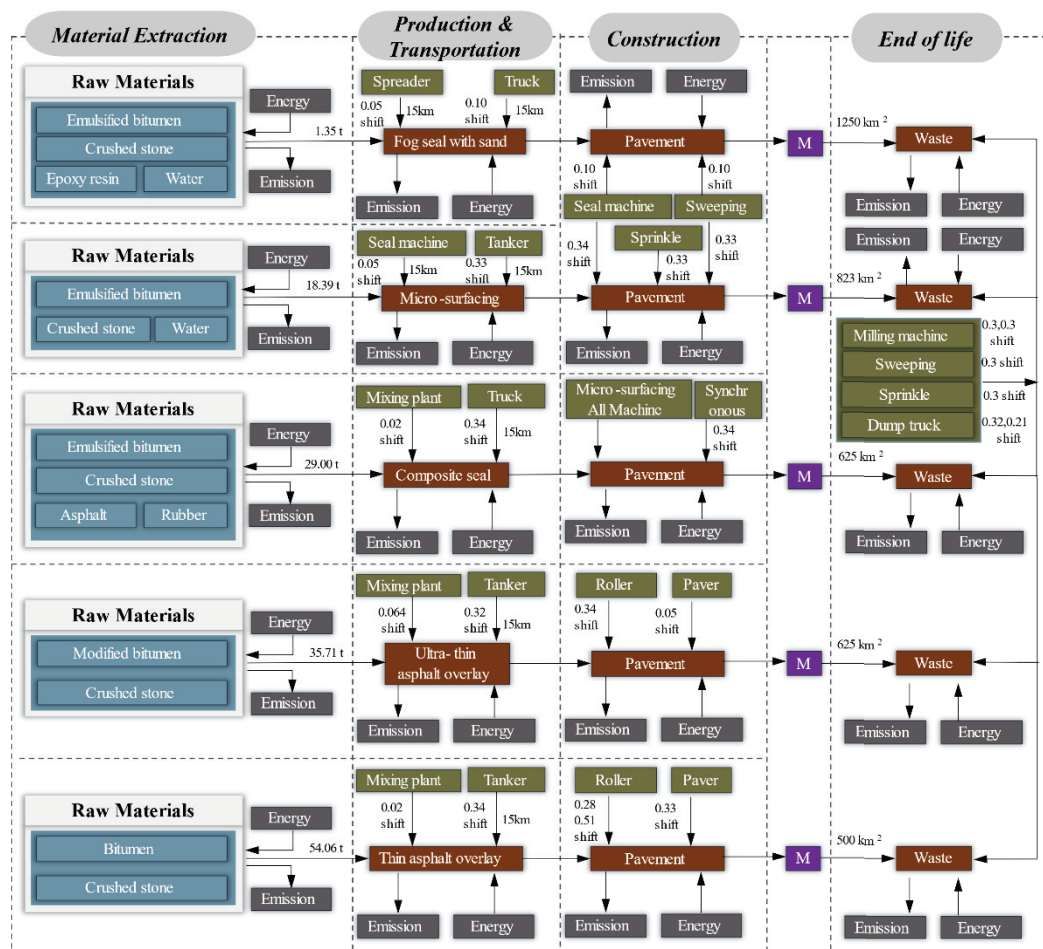 Material Extraction
Production &
Transportation
Construction
End of life
Raw Materials
Emulsified bitumen
Crushed stone
Epoxy resin
Water
Energy
1.35 t
Emission
Spreader
Truck
0.05
shift
15km
0.10
shift
15km
Fog seal with sand
Emission
Energy
Emission
Energy
Pavement
0.10
shift
0.10
shift
Seal machine
Sweeping
M
1250 km 2
Waste
Emission
Energy
Raw Materials
Emulsified bitumen
Crushed stone
Water
Energy
18.39 t
Emission
Seal machine
Tanker
0.05
shift
15km
0.33
shift
15km
Micro -surfacing
Emission
Energy
Sprinkle
0.34
shift
0.33
shift
0.33
shift
Pavement
Emission
Energy
M
823 km 2
Emission
Energy
Waste
Milling machine
Sweeping
Sprinkle
Dump truck
0.3,0.3
shift
0.3 shift
0.3 shift
0.32,0.21
shift
Raw Materials
Emulsified bitumen
Crushed stone
Asphalt
Rubber
Energy
29.00 t
Emission
Mixing plant
Truck
0.02
shift
0.34
shift
15km
Composite seal
Emission
Energy
Micro -surfacing
All Machine
Synchr
onous
0.34
shift
Pavement
Emission
Energy
M
625 km 2
Waste
Emission
Energy
Raw Materials
Modified bitumen
Crushed stone
Energy
35.71 t
Emission
Mixing plant
Tanker
0.064
shift
0.32
shift
15km
Ultra- thin
asphalt overlay
Emission
Energy
Roller
Paver
0.34
shift
0.05
shift
Pavement
Emission
Energy
M
625 km 2
Waste
Emission
Energy
Raw Materials
Bitumen
Crushed stone
Energy
54.06 t
Emission
Mixing plant
Tanker
0.02
shift
0.34
shift
15km
Thin asphalt overlay
Emission
Energy
Roller
Paver
0.28
0.51
shift
0.33
shift
Pavement
Emission
Energy
M
500 km 2
Waste
Emission
Energy